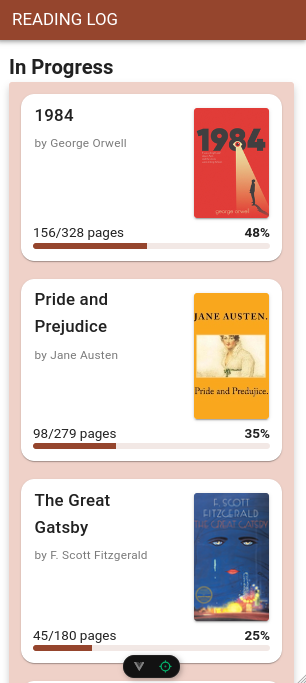 READING LOG
In Progress
1984
by George Orwell
1984
george orwell
156/328 pages
48%
Pride and
Prejudice
by Jane Austen
JANE AUSTEN.
Pride and Predujice.
98/279 pages
35%
The Great
Gatsby
by F. Scott Fitzgerald
F. SCOTT
FITZGERALD
THE GREAT GATSBY
45/180 pages
25%